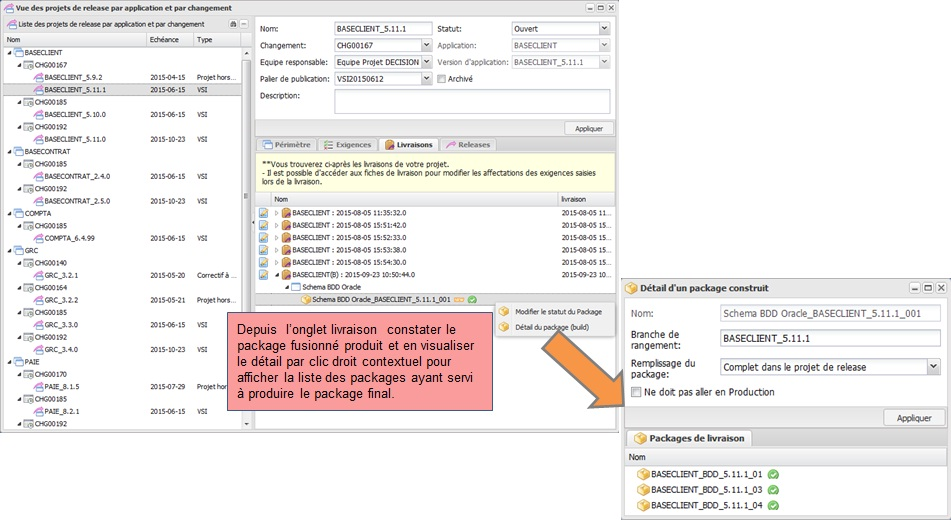 Vue des projets de release par application et par changement
Liste des projets de release par application et par changement
Nom Echéance Type
BASECLIENT
CHG00167
BASECLIENT_5.9.2 2015-04-15 Projet hors...
BASECLIENT_5.11.1 2015-06-15 VSI
CHG00185
BASECLIENT_5.10.0 2015-06-15 VSI
CHG00192
BASECLIENT_5.11.0 2015-10-23 VSI
BASECONTRAT
CHG00185
BASECONTRAT_2.4.0 2015-06-15 VSI
CHG00192
BASECONTRAT_2.5.0 2015-10-23 VSI
COMPTA
CHG00185
COMPTA_6.4.99 2015-06-15 VSI
GRC
CHG00140
GRC_3.2.1 2015-05-20 Correctif à ...
CHG00164
GRC_3.2.2 2015-05-21 Projet hors...
CHG00185
GRC_3.3.0 2015-06-15 VSI
CHG00192
GRC_3.4.0 2015-10-23 VSI
PAIE
CHG00170
PAIE_8.1.5 2015-07-29 Projet hors...
CHG00185
PAIE_8.2.1 2015-06-15 VSI
CHG00192
Nom: BASECLIENT_5.11.1 Statut: Ouvert
Changement: CHG00167 Application: BASECLIENT
Equipe responsable: Equipe Projet DECISION Version d'application: BASECLIENT_5.11.1
Palier de publication: VSI20150612 Archivé
Description:
Appliquer
Périmètre Exigences Livraisons Releases
**Vous trouverez ci-après les livraisons de votre projet.
- Il est possible d'accéder aux fiches de livraison pour modifier les affectations des exigences saisies
lors de la livraison.
Nom livraison
BASECLIENT : 2015-08-05 11:35:32.0 2015-08-05 11...
BASECLIENT : 2015-08-05 15:51:42.0 2015-08-05 15...
BASECLIENT : 2015-08-05 15:52:33.0 2015-08-05 15...
BASECLIENT : 2015-08-05 15:53:38.0 2015-08-05 15...
BASECLIENT : 2015-08-05 15:54:30.0 2015-08-05 15...
BASECLIENT(B) : 2015-09-23 10:50:44.0 2015-09-23 10...
Schema BDD Oracle
Schema BDD Oracle_BASECLIENT_5.11.1_001
Modifier le statut du Package
Détail du package (build)
Depuis l'onglet livraison constater le
package fusionné produit et en visualiser
le détail par clic droit contextuel pour
afficher la liste des packages ayant servi
à produire le package final.
Détail d'un package construit
Nom: Schema BDD Oracle_BASECLIENT_5.11.1_001
Branche de
rangement: BASECLIENT_5.11.1
Remplissage du
package: Complet dans le projet de release
Ne doit pas aller en Production
Appliquer
Packages de livraison
Nom
BASECLIENT_BDD_5.11.1_01
BASECLIENT_BDD_5.11.1_03
BASECLIENT_BDD_5.11.1_04